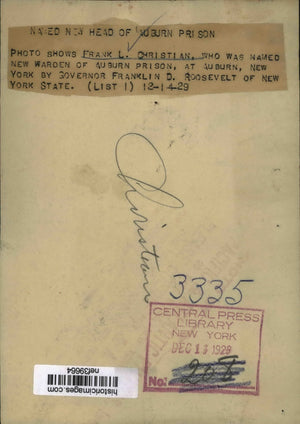 NAMED NEW HEAD OF AUBURN PRISON
PHOTO SHOWS FRANK L. CHRISTIAN, WHO WAS NAMED
NEW WARDEN OF AUBURN PRISON, AT AUBURN, NEW
YORK BY GOVERNOR FRANKLIN D. ROOSEVELT OF NEW
YORK STATE. (LIST 1) 12-14-29
Christian
3335
CENTRAL PRESS
LIBRARY
NEW YORK
DEC 13 1929
No:
historicimages.com
nef39664